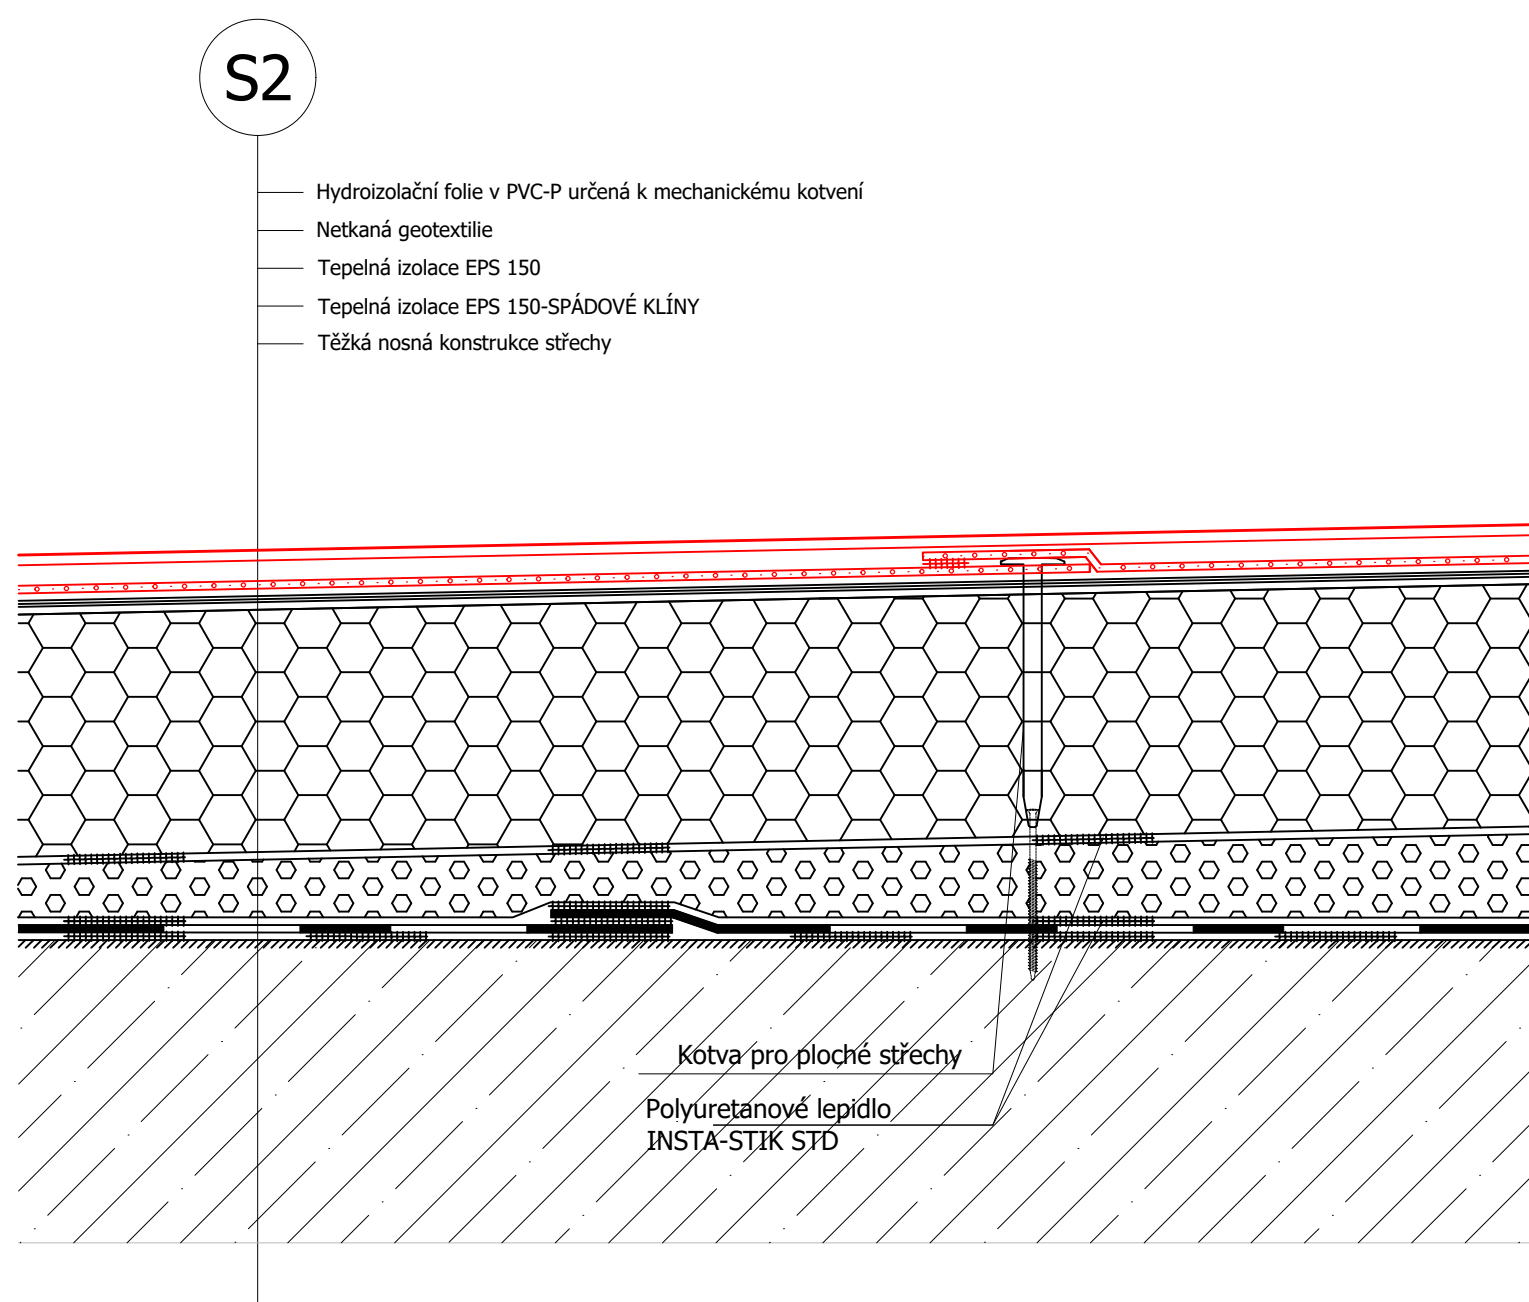 S2
Hydroizolační folie v PVC-P určená k mechanickému kotvení
Netkaná geotextilie
Tepelná izolace EPS 150
Tepelná izolace EPS 150-SPÁDOVÉ KLÍNY
Těžká nosná konstrukce střechy
Kotva pro ploché střechy
Polyuretanové lepidlo
INSTA-STIK STD